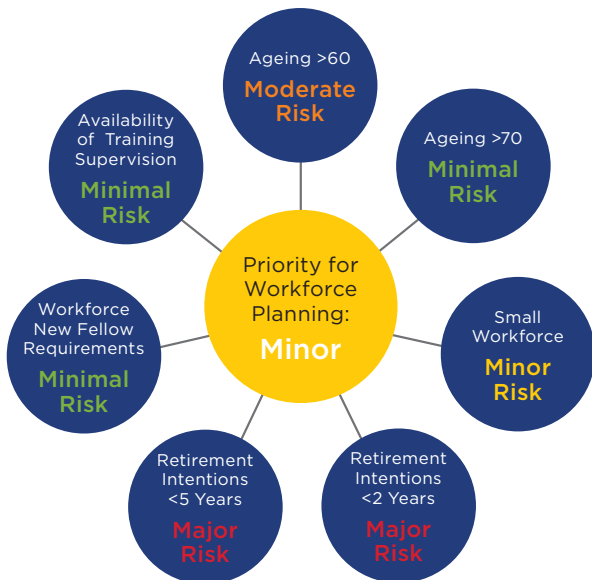 Ageing >60
Moderate
Risk
Ageing >70
Minimal
Risk
Small
Workforce
Minor
Risk
Retirement
Intentions
<2 Years
Major
Risk
Retirement
Intentions
<5 Years
Major
Risk
Workforce
New Fellow
Requirements
Minimal
Risk
Availability
of Training
Supervision
Minimal
Risk
Priority for
Workforce
Planning:
Minor